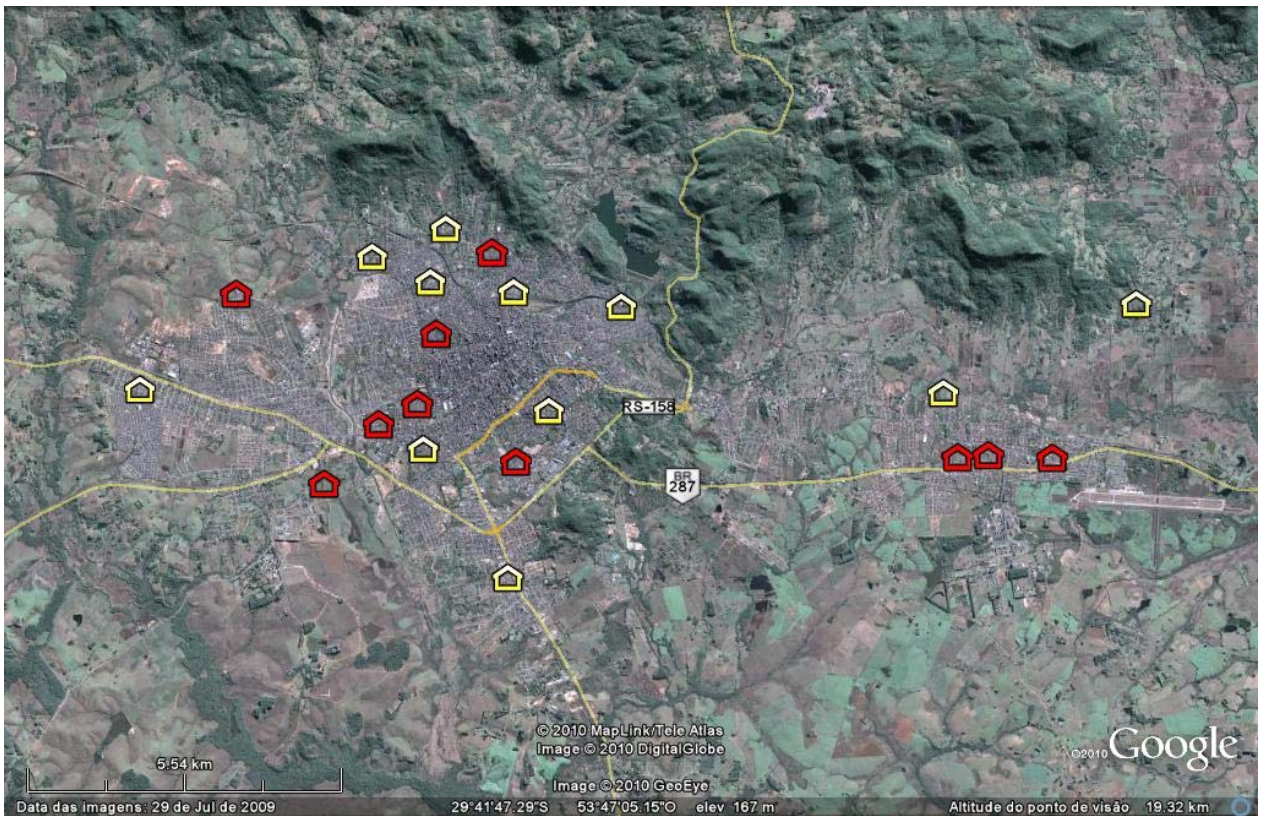 RS-158
BR
287
© 2010 MapLink/Tele Atlas
Image © 2010 DigitalGlobe
©2010 Google
5.54 km
Image © 2010 GeoEye
Data das imagens: 29 de Jul de 2009 29°41'47.29"S 53°47'05.15"O elev 167 m Altitude do ponto de visão 19.32 km